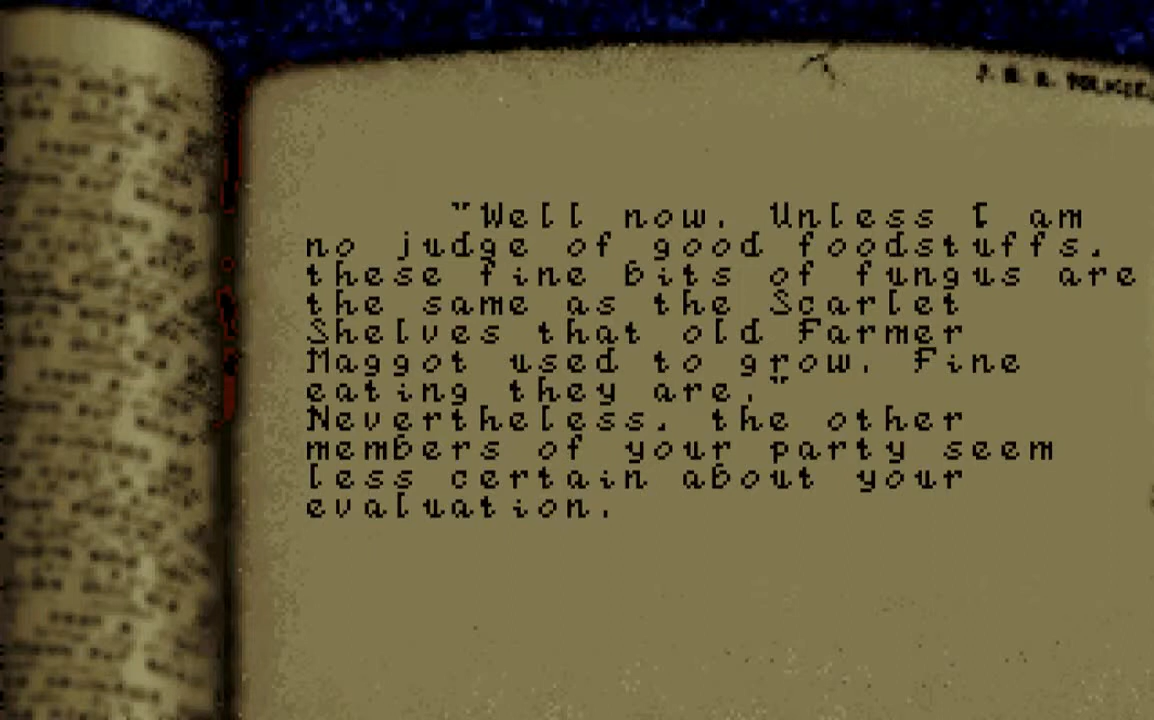 J. R. R. TOLKIE
"Well now. Unless I am
no judge of good foodstuffs,
these fine bits of fungus are
the same as the Scarlet
Shelves that old Farmer
Maggot used to grow. Fine
eating they are."
Nevertheless, the other
members of your party seem
less certain about your
evaluation.